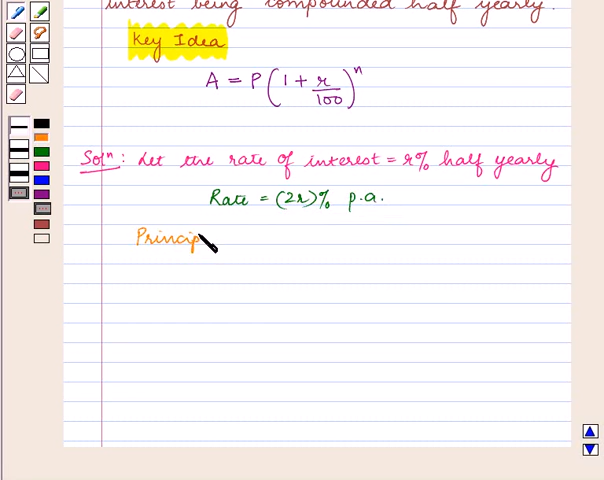 interest being compounded half yearly.
Key Idea
A = P(1 + r/100)^n
Solⁿ: Let the rate of interest = r% half yearly
Rate = (2r)% p.a.
Princip